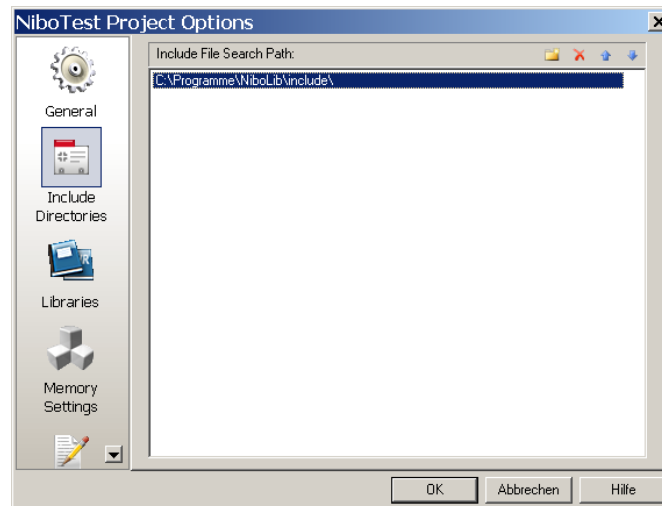 NiboTest Project Options
General
Include
Directories
Libraries
Memory
Settings
Include File Search Path:
C:\Programme\NiboLib\include\
OK
Abbrechen
Hilfe